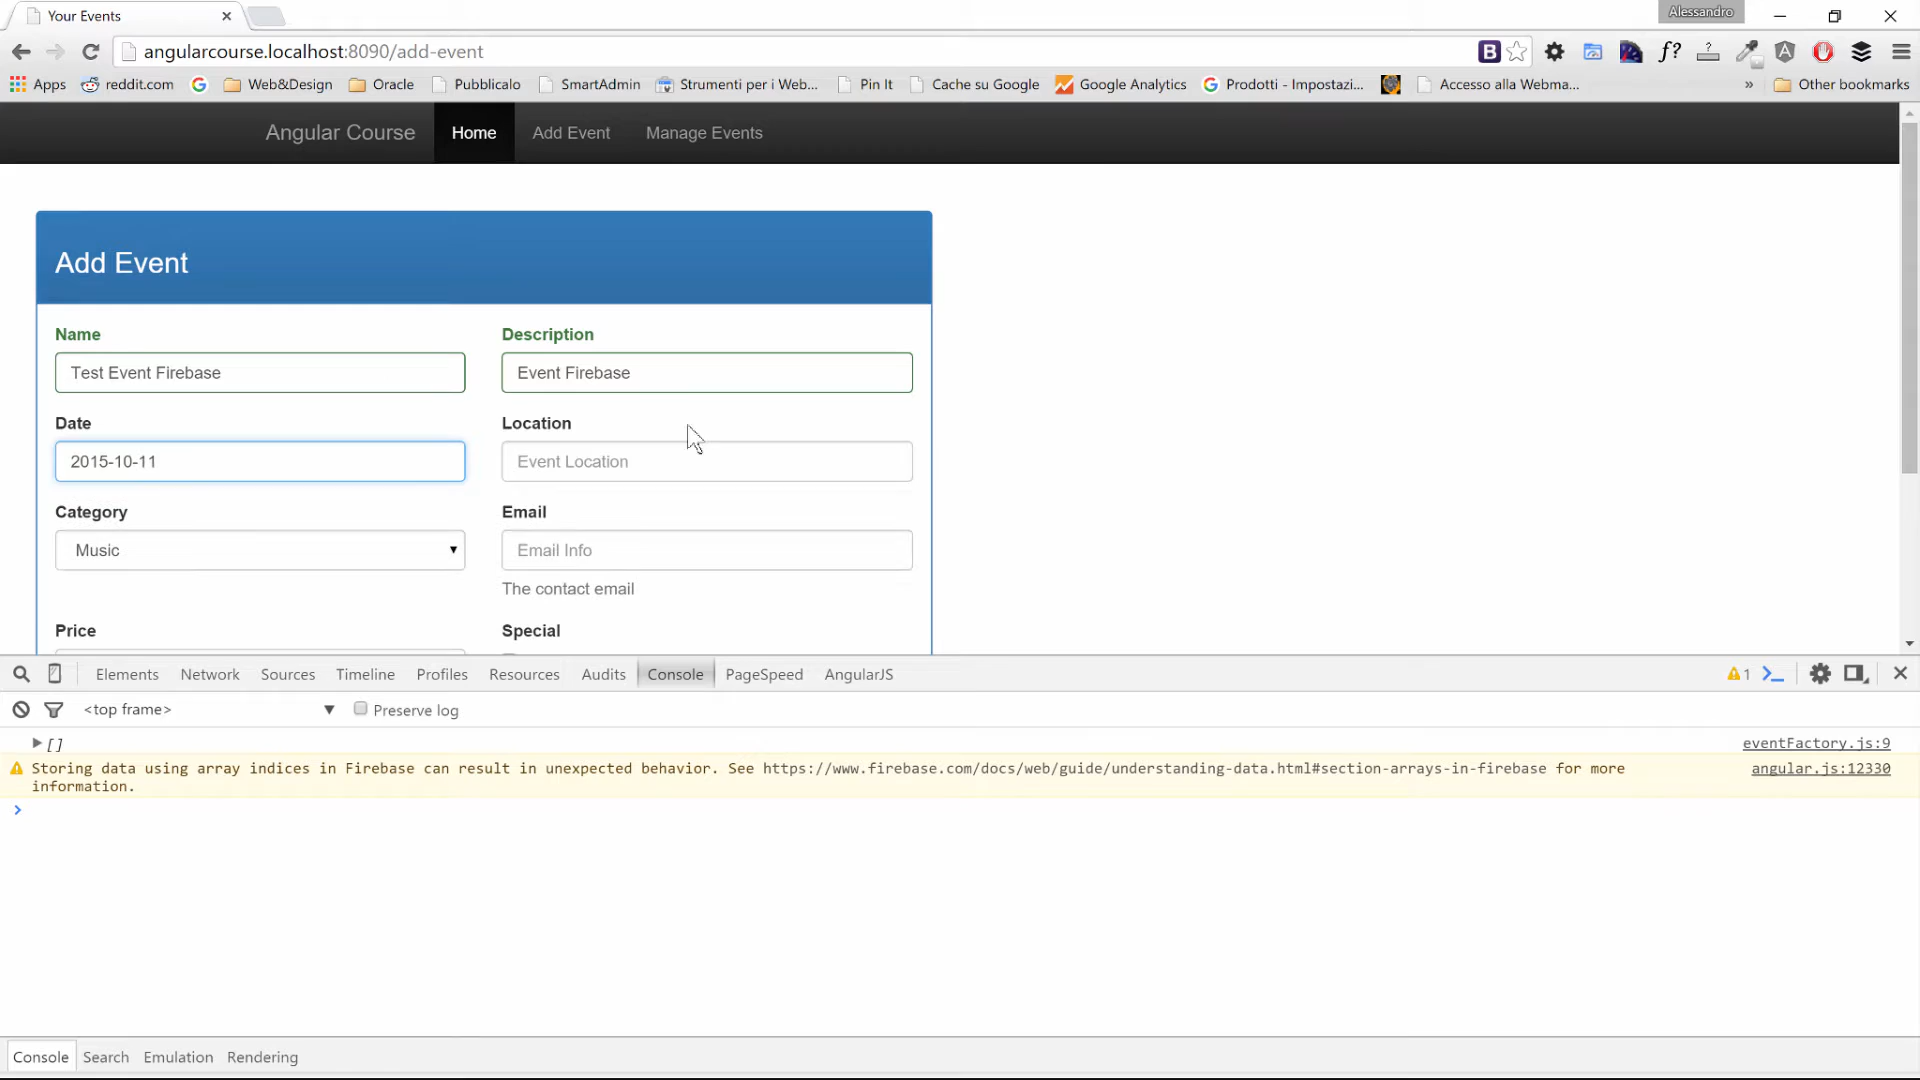 Your Events
Alessandro
angularcourse.localhost:8090/add-event
Apps reddit.com Web&Design Oracle Pubblicalo SmartAdmin Strumenti per i Web... Pin It Cache su Google Google Analytics Prodotti - Impostazi... Accesso alla Webma... » Other bookmarks
Angular Course Home Add Event Manage Events
Add Event
Name Description
Test Event Firebase Event Firebase
Date Location
2015-10-11 Event Location
Category Email
Music Email Info
The contact email
Price Special
Elements Network Sources Timeline Profiles Resources Audits Console PageSpeed AngularJS 1
<top frame> Preserve log
[] eventFactory.js:9
Storing data using array indices in Firebase can result in unexpected behavior. See https://www.firebase.com/docs/web/guide/understanding-data.html#section-arrays-in-firebase for more angular.js:12330
information.
Console Search Emulation Rendering